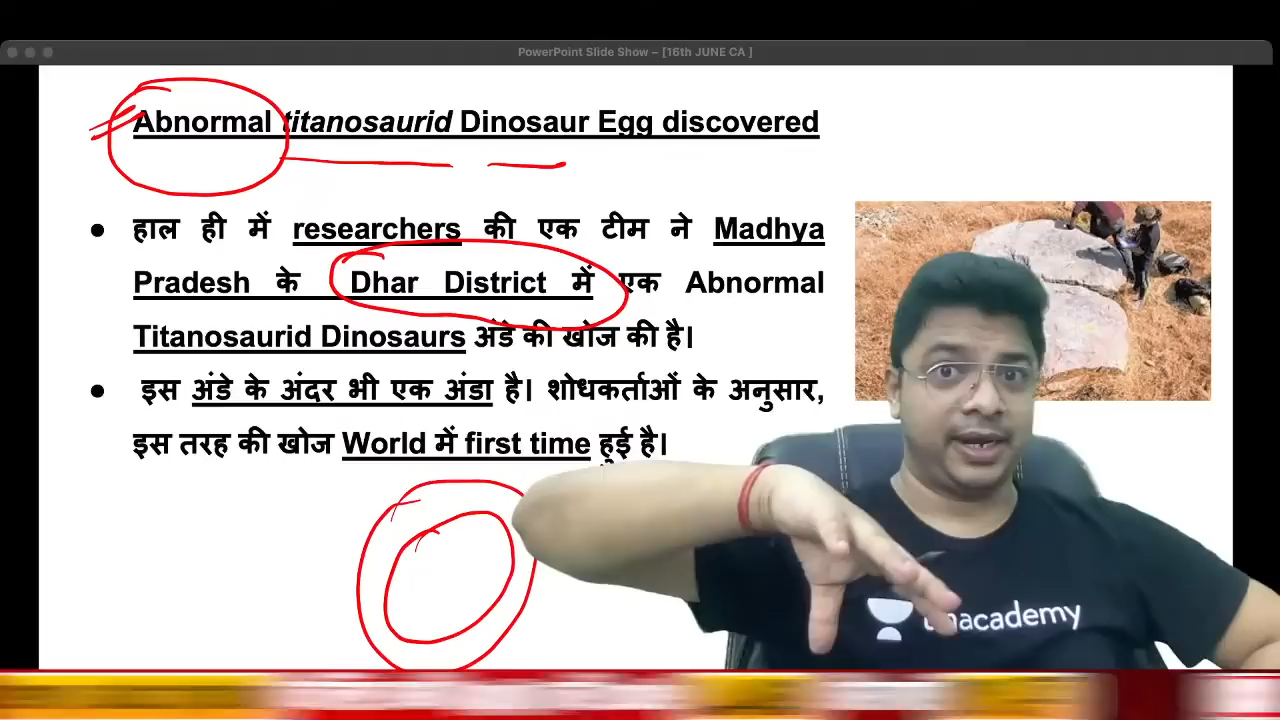 PowerPoint Slide Show – [16th JUNE CA ]
Abnormal titanosaurid Dinosaur Egg discovered
● हाल ही में researchers की एक टीम ने Madhya
Pradesh के Dhar District में एक Abnormal
Titanosaurid Dinosaurs अंडे की खोज की है।
● इस अंडे के अंदर भी एक अंडा है। शोधकर्ताओं के अनुसार,
इस तरह की खोज World में first time हुई है।
unacademy